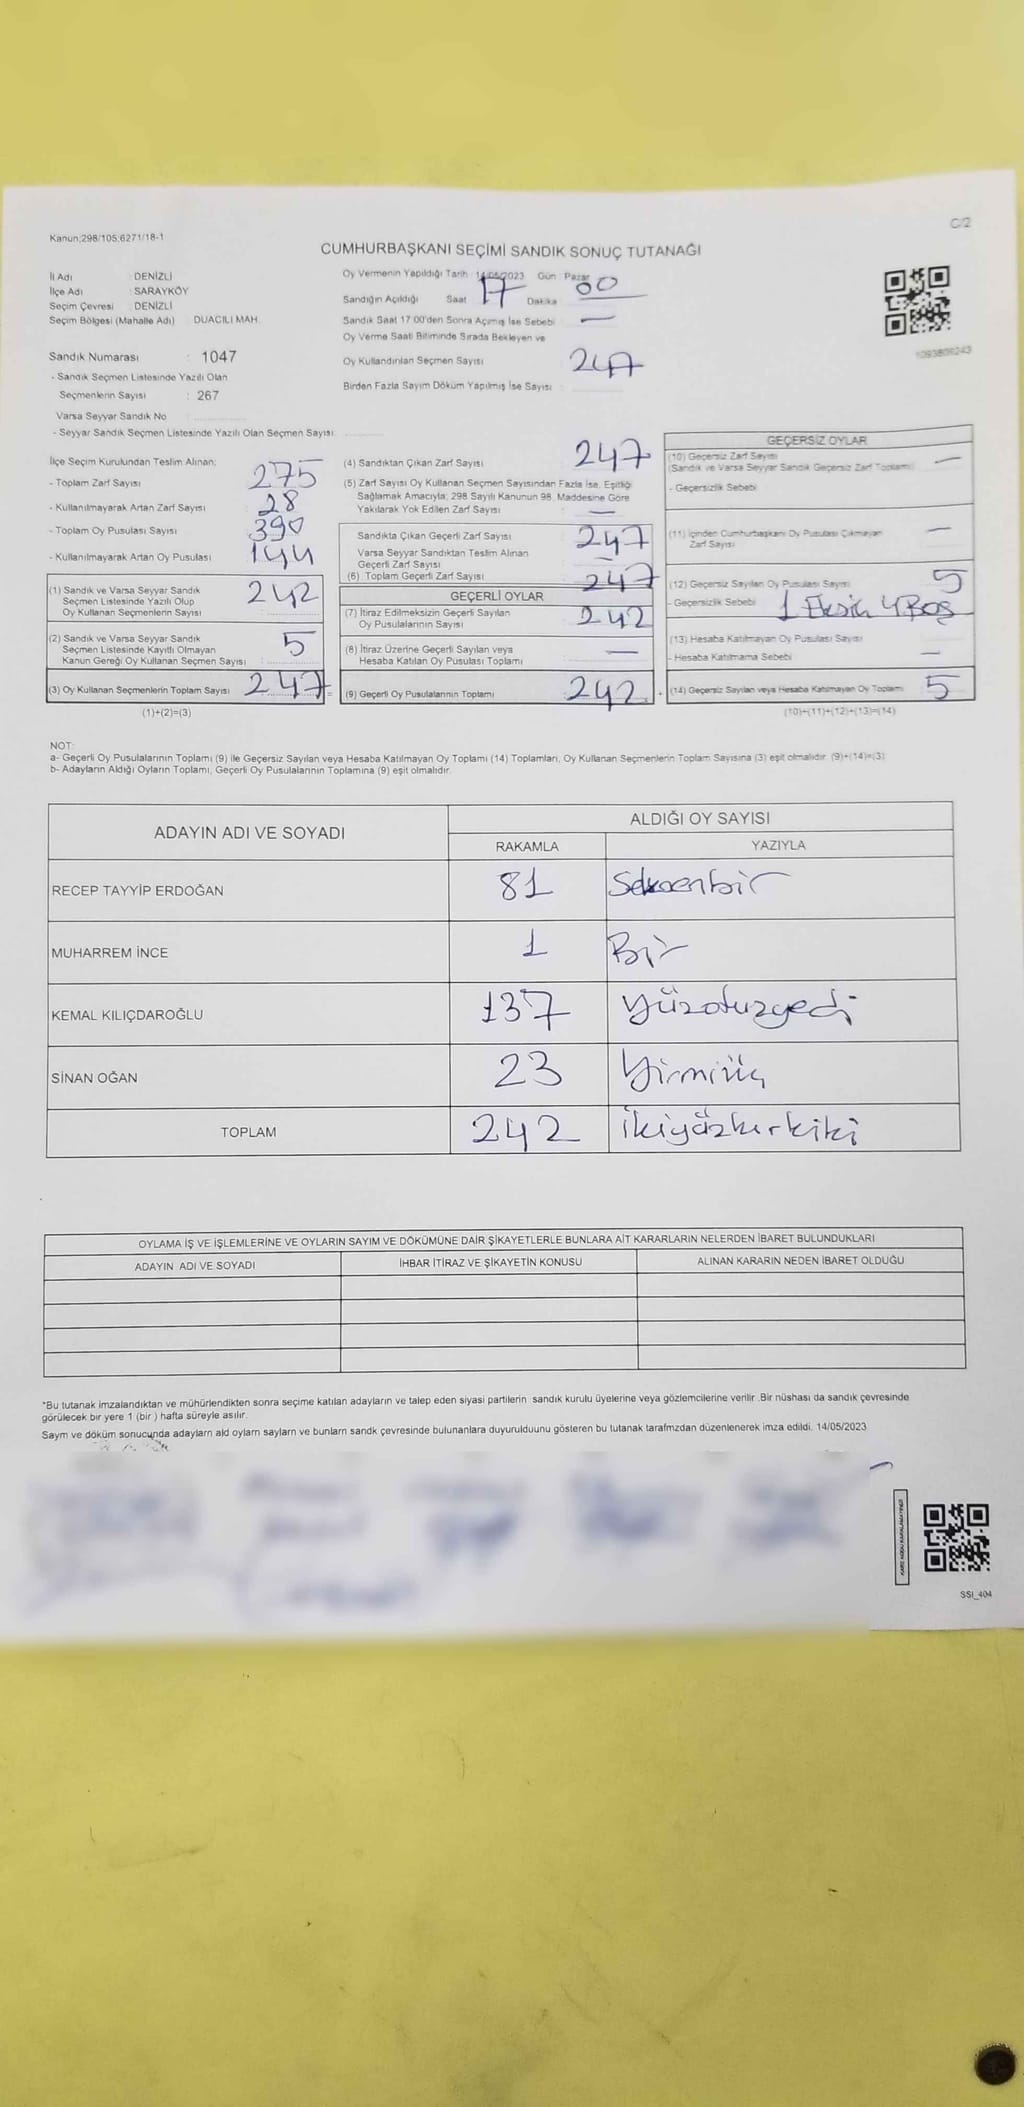 C/2
Kanun;298/105;6271/18-1
CUMHURBAŞKANI SEÇİMİ SANDIK SONUÇ TUTANAĞI
İl Adı : DENİZLİ
İlçe Adı : SARAYKÖY
Seçim Çevresi : DENİZLİ
Seçim Bölgesi (Mahalle Adı) DUACILI MAH.
Sandık Numarası : 1047
- Sandık Seçmen Listesinde Yazılı Olan
Seçmenlerin Sayısı : 267
Varsa Seyyar Sandık No
- Seyyar Sandık Seçmen Listesinde Yazılı Olan Seçmen Sayısı
Oy Vermenin Yapıldığı Tarih : 14/05/2023 Gün Pazar
Sandığın Açıldığı Saat 17 Dakika 00
Sandık Saat 17:00'den Sonra Açılmış İse Sebebi : —
Oy Verme Saati Bitiminde Sırada Bekleyen ve
Oy Kullandırılan Seçmen Sayısı 247
Birden Fazla Sayım Döküm Yapılmış İse Sayısı :
1093809243
İlçe Seçim Kurulundan Teslim Alınan;
- Toplam Zarf Sayısı 275
- Kullanılmayarak Artan Zarf Sayısı 28
- Toplam Oy Pusulası Sayısı 390
- Kullanılmayarak Artan Oy Pusulası 144
(1) Sandık ve Varsa Seyyar Sandık
Seçmen Listesinde Yazılı Olup
Oy Kullanan Seçmenlerin Sayısı 242
(2) Sandık ve Varsa Seyyar Sandık
Seçmen Listesinde Kayıtlı Olmayan
Kanun Gereği Oy Kullanan Seçmen Sayısı 5
(3) Oy Kullanan Seçmenlerin Toplam Sayısı 247
(1)+(2)=(3)
(4) Sandıktan Çıkan Zarf Sayısı 247
(5) Zarf Sayısı Oy Kullanan Seçmen Sayısından Fazla İse, Eşitliği
Sağlamak Amacıyla; 298 Sayılı Kanunun 98. Maddesine Göre
Yakılarak Yok Edilen Zarf Sayısı —
Sandıkta Çıkan Geçerli Zarf Sayısı 247
Varsa Seyyar Sandıktan Teslim Alınan
Geçerli Zarf Sayısı —
(6) Toplam Geçerli Zarf Sayısı 247
GEÇERLİ OYLAR
(7) İtiraz Edilmeksizin Geçerli Sayılan
Oy Pusulalarının Sayısı 242
(8) İtiraz Üzerine Geçerli Sayılan veya
Hesaba Katılan Oy Pusulası Toplamı —
(9) Geçerli Oy Pusulalarının Toplamı 242
GEÇERSİZ OYLAR
(10) Geçersiz Zarf Sayısı —
(Sandık ve Varsa Seyyar Sandık Geçersiz Zarf Toplamı)
- Geçersizlik Sebebi
(11) İçinden Cumhurbaşkanı Oy Pusulası Çıkmayan —
Zarf Sayısı
(12) Geçersiz Sayılan Oy Pusulası Sayısı 5
- Geçersizlik Sebebi 1 Eksik 4 Boş
(13) Hesaba Katılmayan Oy Pusulası Sayısı
- Hesaba Katılmama Sebebi —
(14) Geçersiz Sayılan veya Hesaba Katılmayan Oy Toplamı 5
(10)+(11)+(12)+(13)=(14)
NOT:
a- Geçerli Oy Pusulalarının Toplamı (9) ile Geçersiz Sayılan veya Hesaba Katılmayan Oy Toplamı (14) Toplamları, Oy Kullanan Seçmenlerin Toplam Sayısına (3) eşit olmalıdır. (9)+(14)=(3)
b- Adayların Aldığı Oyların Toplamı, Geçerli Oy Pusulalarının Toplamına (9) eşit olmalıdır.
ADAYIN ADI VE SOYADI ALDIĞI OY SAYISI
RAKAMLA YAZIYLA
RECEP TAYYİP ERDOĞAN 81 Seksenbir
MUHARREM İNCE 1 Bir
KEMAL KILIÇDAROĞLU 137 Yüzotuzyedi
SİNAN OĞAN 23 Yirmiüç
TOPLAM 242 İkiyüzkırkiki
OYLAMA İŞ VE İŞLEMLERİNE VE OYLARIN SAYIM VE DÖKÜMÜNE DAİR ŞİKAYETLERLE BUNLARA AİT KARARLARIN NELERDEN İBARET BULUNDUKLARI
ADAYIN ADI VE SOYADI İHBAR İTİRAZ VE ŞİKAYETİN KONUSU ALINAN KARARIN NEDEN İBARET OLDUĞU
*Bu tutanak imzalandıktan ve mühürlendikten sonra seçime katılan adayların ve talep eden siyasi partilerin sandık kurulu üyelerine veya gözlemcilerine verilir. Bir nüshası da sandık çevresinde
görülecek bir yere 1 (bir ) hafta süreyle asılır.
Saym ve döküm sonucunda adaylarn ald oylarn saylarn ve bunlarn sandk çevresinde bulunanlara duyurulduunu gösteren bu tutanak tarafmzdan düzenlenerek imza edildi. 14/05/2023
SSI_404